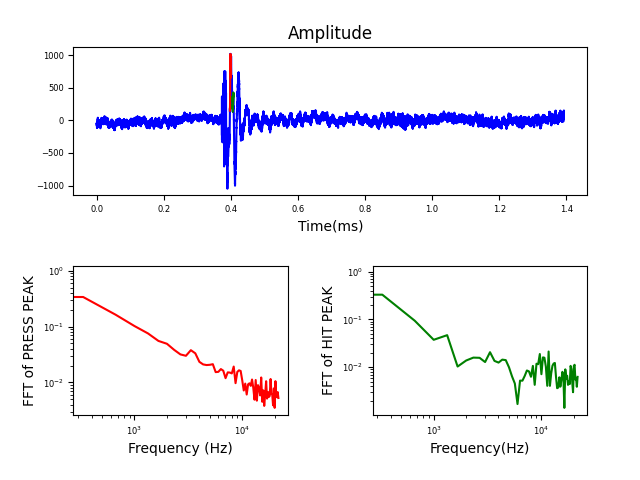 Amplitude
1000
500
0
−500
−1000
0.0 0.2 0.4 0.6 0.8 1.0 1.2 1.4
Time(ms)
FFT of PRESS PEAK
10⁰
10⁻¹
10⁻²
10³ 10⁴
Frequency (Hz)
FFT of HIT PEAK
10⁰
10⁻¹
10⁻²
10³ 10⁴
Frequency(Hz)